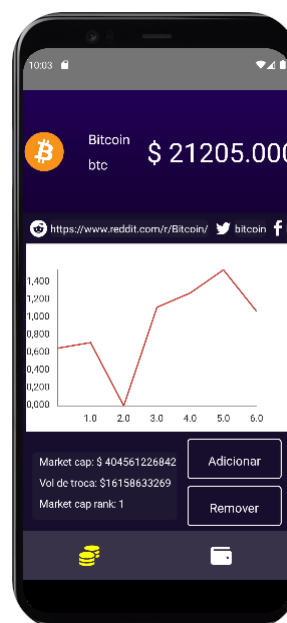 10:03
Bitcoin
btc
$ 21205.000
https://www.reddit.com/r/Bitcoin/ bitcoin
1,400
1,200
1,000
0,800
0,600
0,400
0,200
0,000
1.0 2.0 3.0 4.0 5.0 6.0
Market cap: $ 404561226842
Vol de troca: $16158633269
Market cap rank: 1
Adicionar
Remover